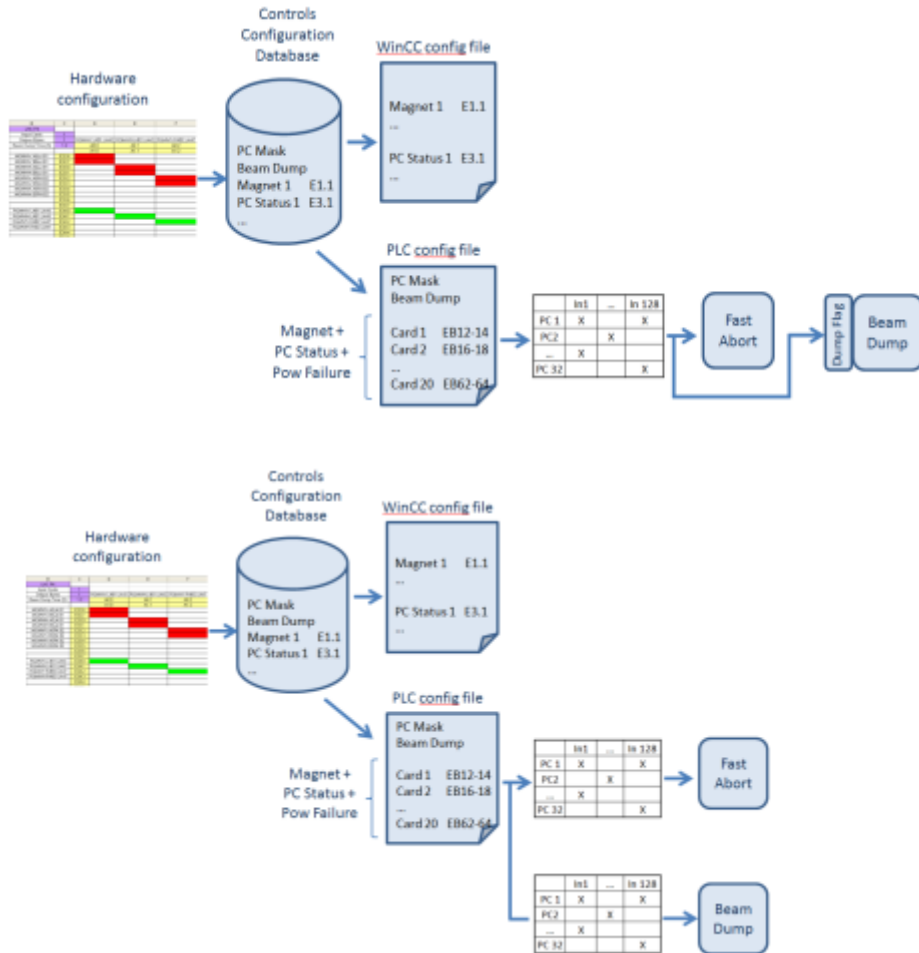 Controls
Configuration
Database
WinCC config file
Hardware
configuration
Magnet 1 E1.1
...
PC Status 1 E3.1
...
PC Mask
Beam Dump
Magnet 1 E1.1
PC Status 1 E3.1
...
PLC config file
PC Mask
Beam Dump
Card 1 EB12-14
Card 2 EB16-18
...
Card 20 EB62-64
Magnet +
PC Status +
Pow Failure
In1 ... In 128
PC 1 X X
PC2 X
... X
PC 32 X
Fast
Abort
Dump Flag
Beam
Dump
Controls
Configuration
Database
WinCC config file
Hardware
configuration
Magnet 1 E1.1
...
PC Status 1 E3.1
...
PC Mask
Beam Dump
Magnet 1 E1.1
PC Status 1 E3.1
...
PLC config file
PC Mask
Beam Dump
Card 1 EB12-14
Card 2 EB16-18
...
Card 20 EB62-64
Magnet +
PC Status +
Pow Failure
In1 ... In 128
PC 1 X X
PC2 X
... X
PC 32 X
Fast
Abort
In1 ... In 128
PC 1 X X
PC2 X
... X
PC 32 X
Beam
Dump